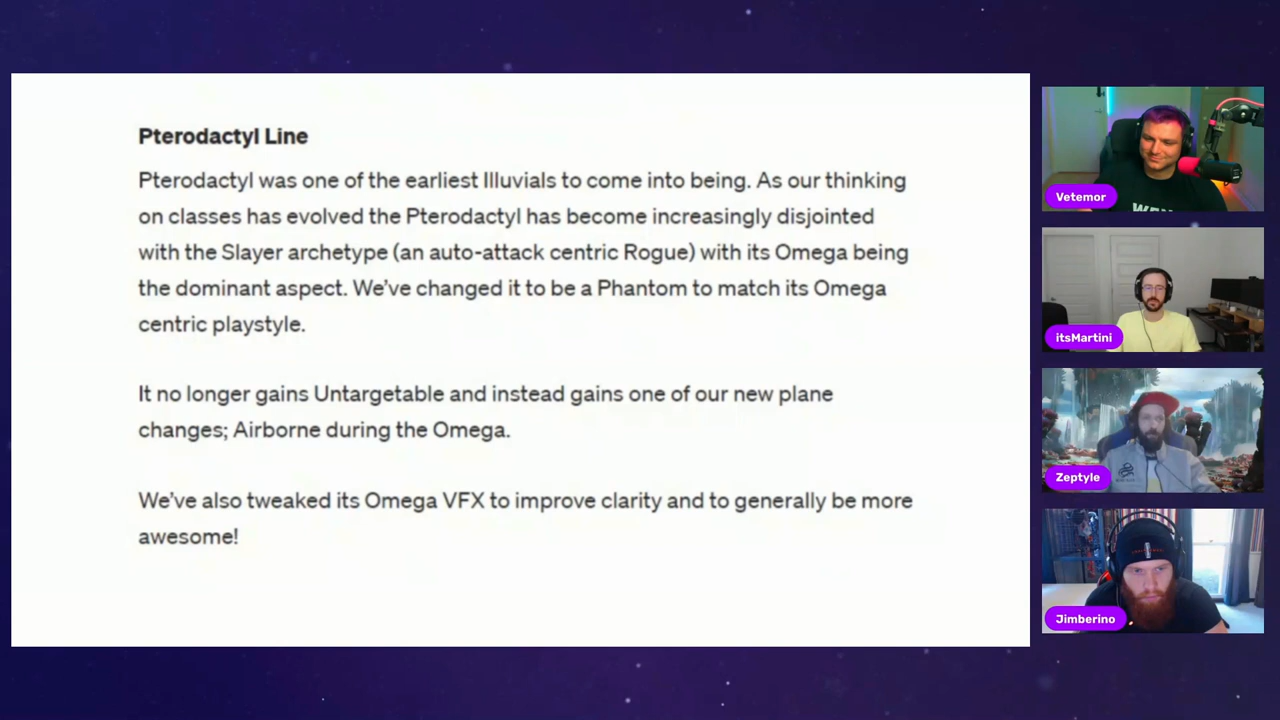 Pterodactyl Line
Pterodactyl was one of the earliest Illuvials to come into being. As our thinking
on classes has evolved the Pterodactyl has become increasingly disjointed
with the Slayer archetype (an auto-attack centric Rogue) with its Omega being
the dominant aspect. We’ve changed it to be a Phantom to match its Omega
centric playstyle.
It no longer gains Untargetable and instead gains one of our new plane
changes; Airborne during the Omega.
We’ve also tweaked its Omega VFX to improve clarity and to generally be more
awesome!
Vetemor
itsMartini
Zeptyle
Jimberino